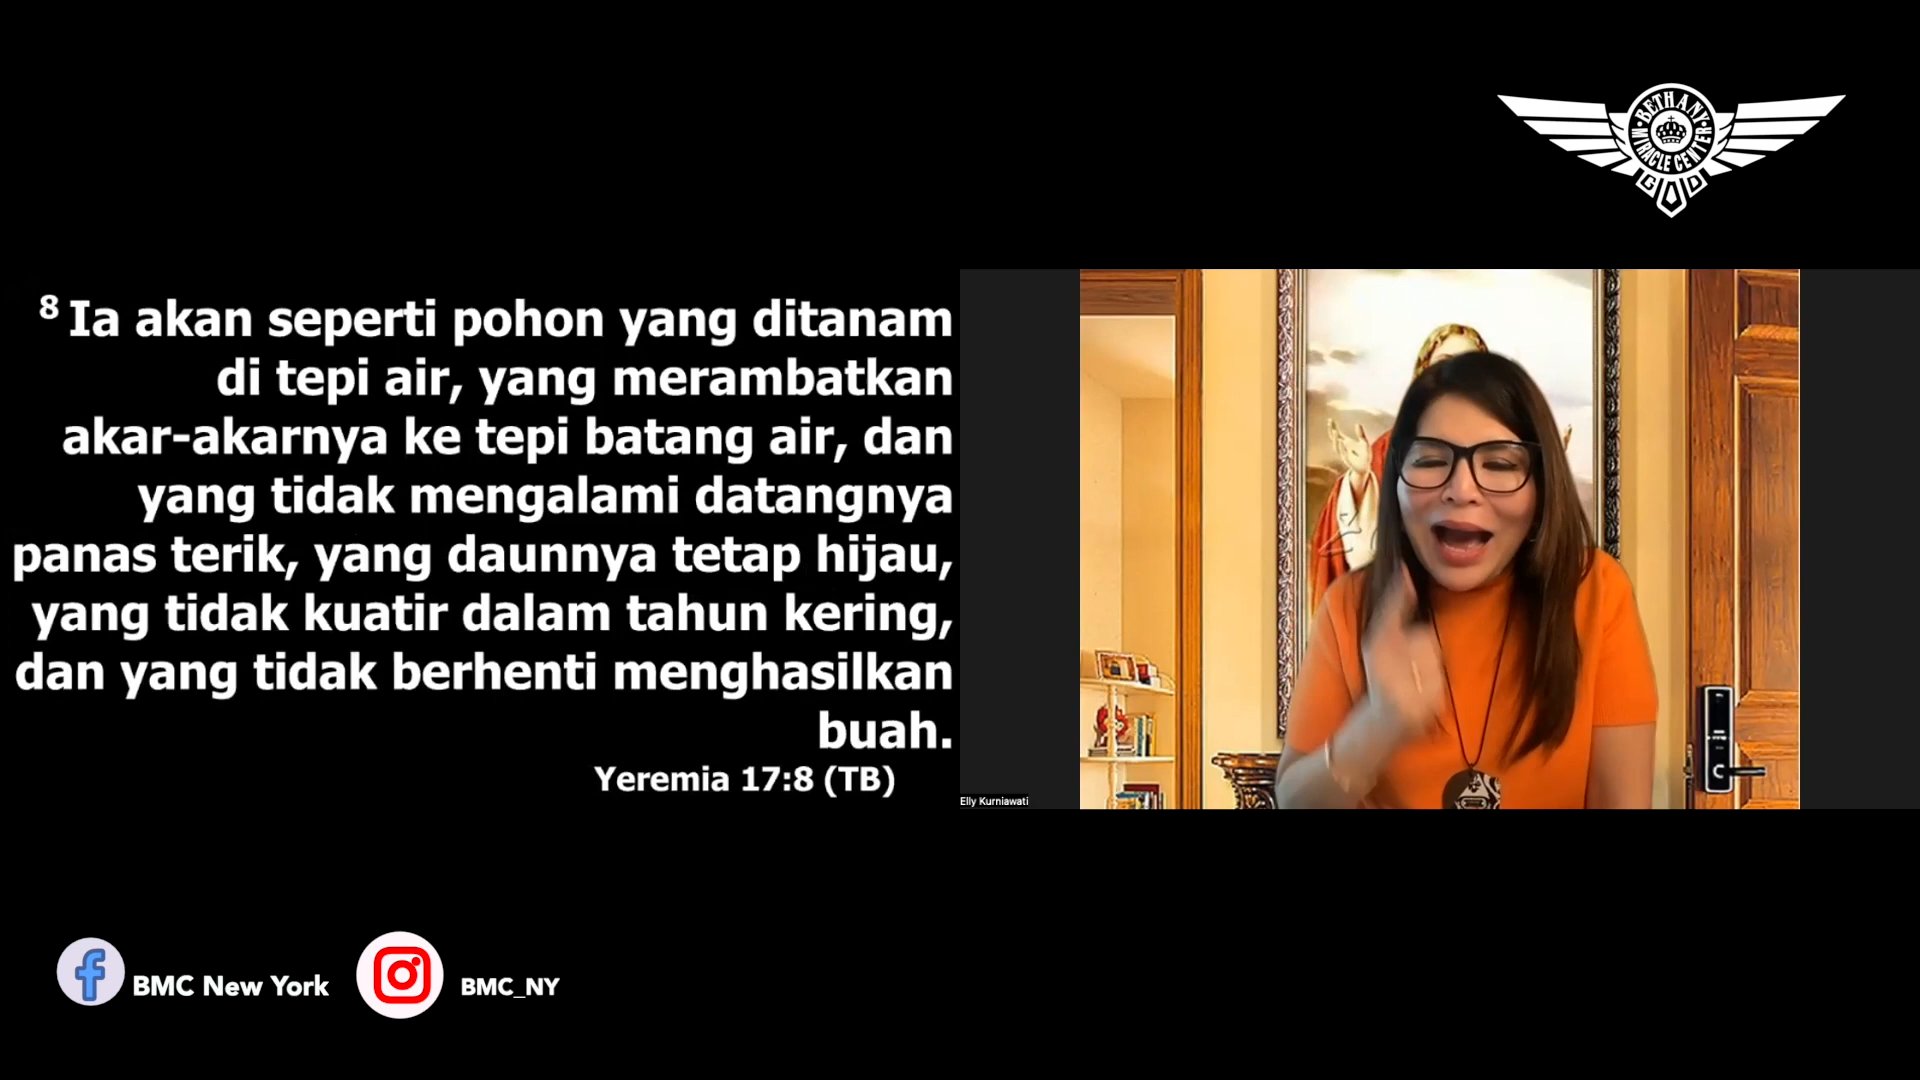 BETHANY
MIRACLE CENTER
GAD
8 Ia akan seperti pohon yang ditanam
di tepi air, yang merambatkan
akar-akarnya ke tepi batang air, dan
yang tidak mengalami datangnya
panas terik, yang daunnya tetap hijau,
yang tidak kuatir dalam tahun kering,
dan yang tidak berhenti menghasilkan
buah.
Yeremia 17:8 (TB)
Elly Kurniawati
BMC New York
BMC_NY